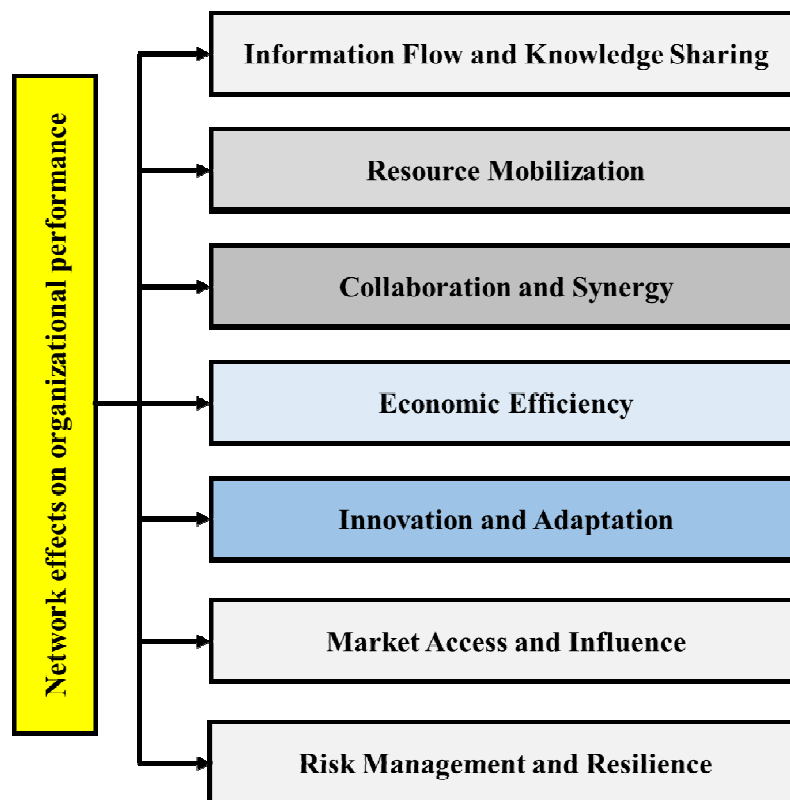 Network effects on organizational performance
Information Flow and Knowledge Sharing
Resource Mobilization
Collaboration and Synergy
Economic Efficiency
Innovation and Adaptation
Market Access and Influence
Risk Management and Resilience